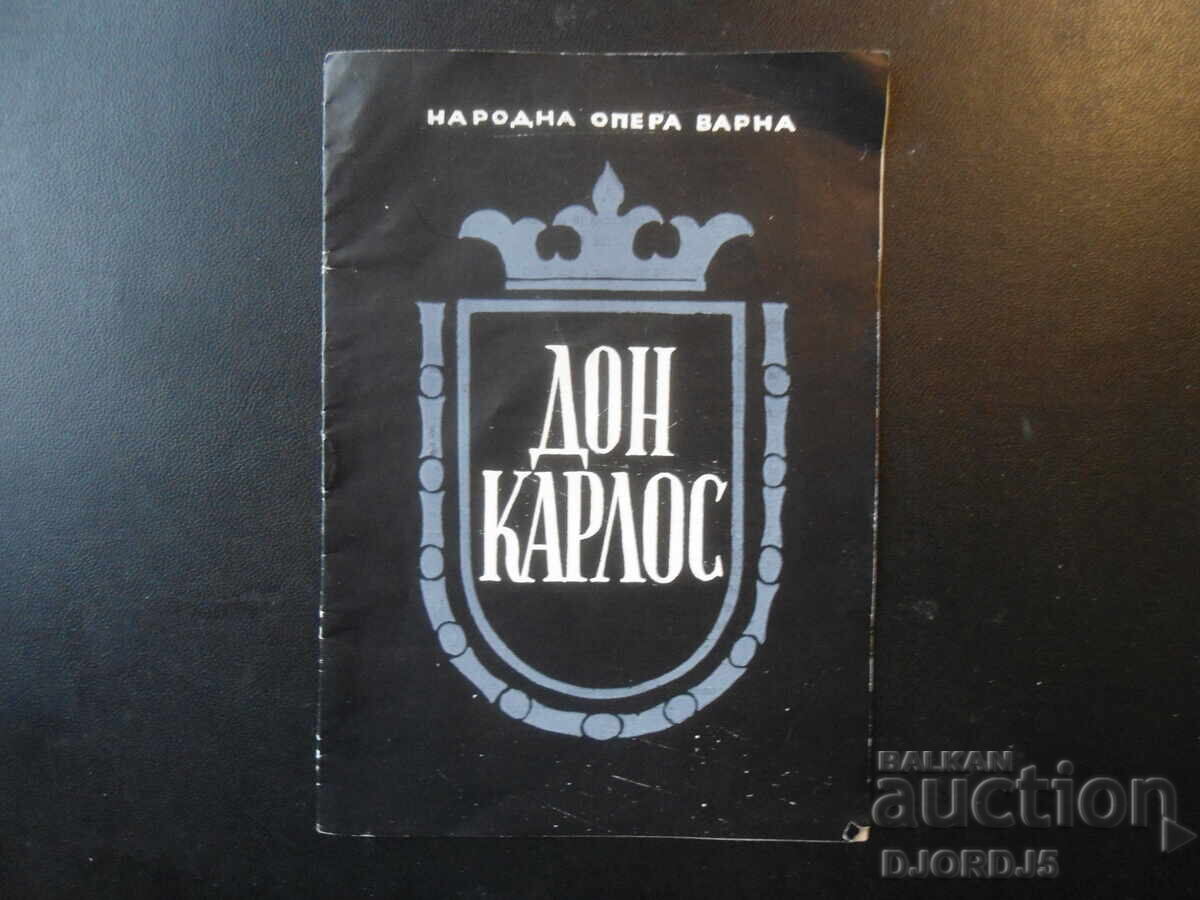 НАРОДНА ОПЕРА ВАРНА
ДОН
КАРЛОС
BALKAN
auction
DJORDJ5